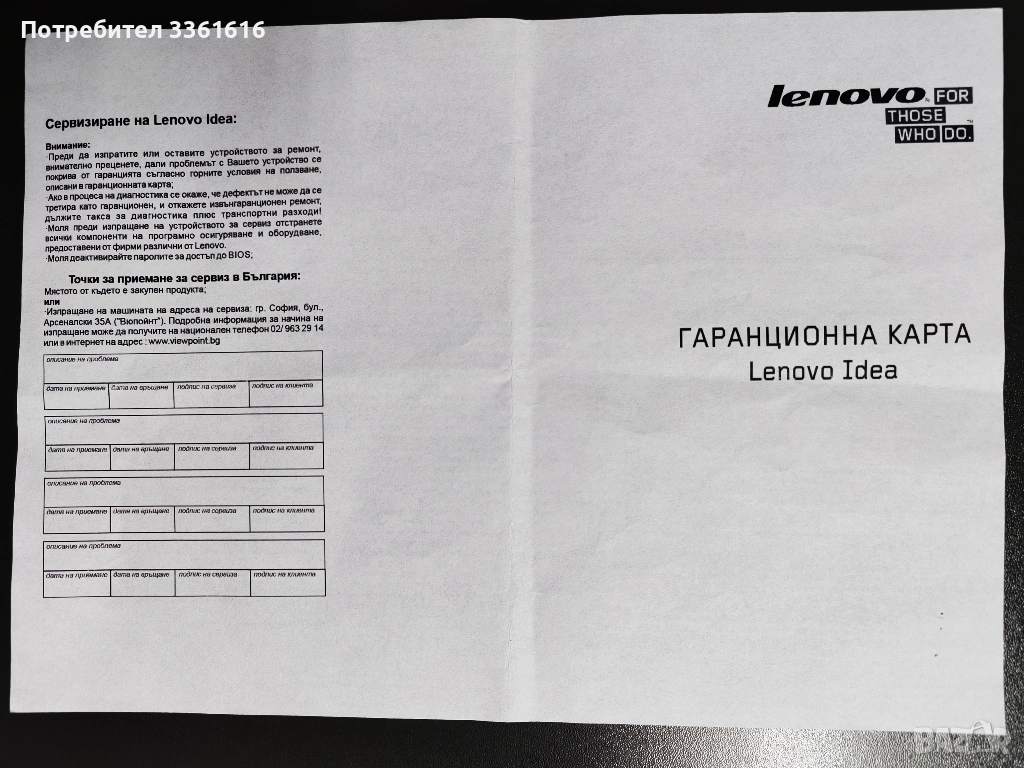 Потребител 3361616
Сервизиране на Lenovo Idea:
Внимание:
·Преди да изпратите или оставите устройството за ремонт,
внимателно преценете, дали проблемът с Вашето устройство се
покрива от гаранцията съгласно горните условия на ползване,
описани в гаранционната карта;
·Ако в процеса на диагностика се окаже, че дефектът не може да се
третира като гаранционен, и откажете извънгаранционен ремонт,
дължите такса за диагностика плюс транспортни разходи!
·Моля преди изпращане на устройството за сервиз отстранете
всички компоненти на програмно осигуряване и оборудване,
предоставени от фирми различни от Lenovo.
·Моля деактивирайте паролите за достъп до BIOS;
Точки за приемане за сервиз в България:
Мястото от където е закупен продукта;
или
·Изпращане на машината на адреса на сервиза: гр. София, бул.,
Арсеналски 35А ("Вюпойнт"). Подробна информация за начина на
изпращане може да получите на национален телефон 02/ 963 29 14
или в интернет на адрес : www.viewpoint.bg
описание на проблема
дата на приемане дата на връщане подпис на сервиза подпис на клиента
описание на проблема
дата на приемане дата на връщане подпис на сервиза подпис на клиента
описание на проблема
дата на приемане дата на връщане подпис на сервиза подпис на клиента
описание на проблема
дата на приемане дата на връщане подпис на сервиза подпис на клиента
lenovo FOR
THOSE
WHO DO.
ГАРАНЦИОННА КАРТА
Lenovo Idea
BAZAR